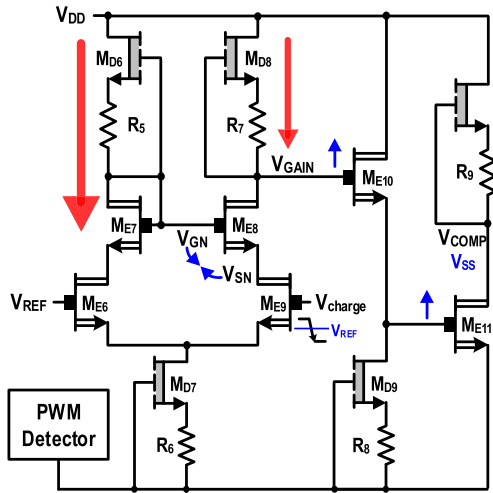 VDD
MD6
MD8
R5
R7
VGAIN
ME10
R9
ME7
ME8
VGN
VSN
VCOMP
VSS
VREF
ME6
ME9
Vcharge
VREF
ME11
MD7
MD9
PWM
Detector
R6
R8